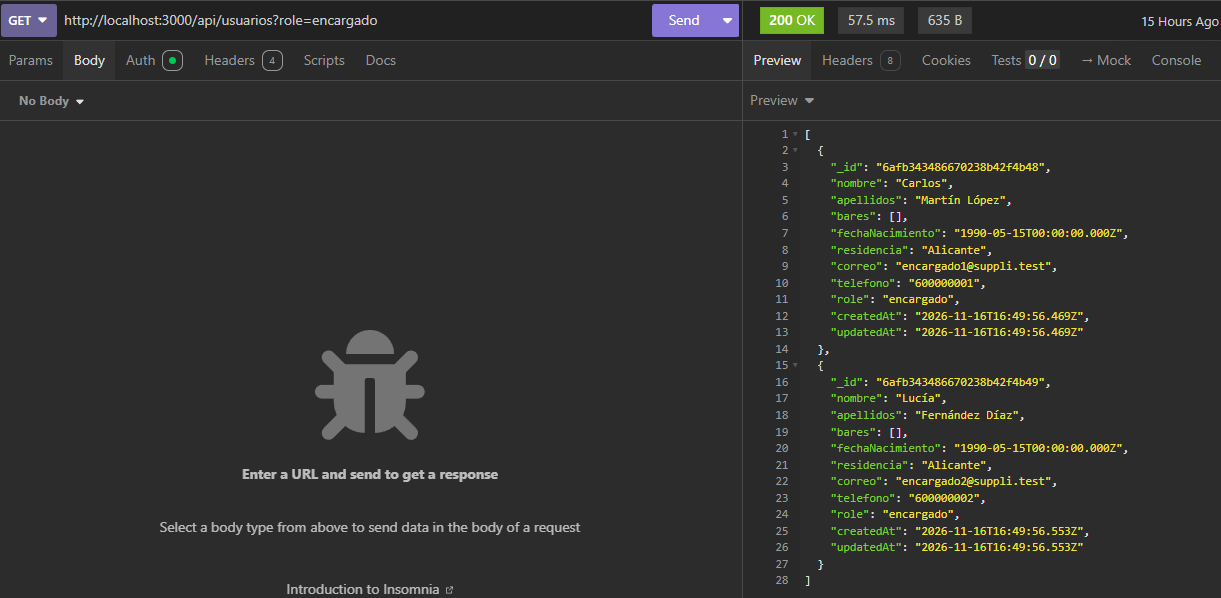 GET http://localhost:3000/api/usuarios?role=encargado Send 200 OK 57.5 ms 635 B 15 Hours Ago
Params Body Auth Headers 4 Scripts Docs Preview Headers 8 Cookies Tests 0 / 0 → Mock Console
No Body Preview
1 [
2 {
3 "_id": "6afb343486670238b42f4b48",
4 "nombre": "Carlos",
5 "apellidos": "Martín López",
6 "bares": [],
7 "fechaNacimiento": "1990-05-15T00:00:00.000Z",
8 "residencia": "Alicante",
9 "correo": "encargado1@suppli.test",
10 "telefono": "600000001",
11 "role": "encargado",
12 "createdAt": "2026-11-16T16:49:56.469Z",
13 "updatedAt": "2026-11-16T16:49:56.469Z"
14 },
15 {
16 "_id": "6afb343486670238b42f4b49",
17 "nombre": "Lucía",
18 "apellidos": "Fernández Díaz",
19 "bares": [],
20 "fechaNacimiento": "1990-05-15T00:00:00.000Z",
21 "residencia": "Alicante",
22 "correo": "encargado2@suppli.test",
23 "telefono": "600000002",
24 "role": "encargado",
25 "createdAt": "2026-11-16T16:49:56.553Z",
26 "updatedAt": "2026-11-16T16:49:56.553Z"
27 }
28 ]
Enter a URL and send to get a response
Select a body type from above to send data in the body of a request
Introduction to Insomnia